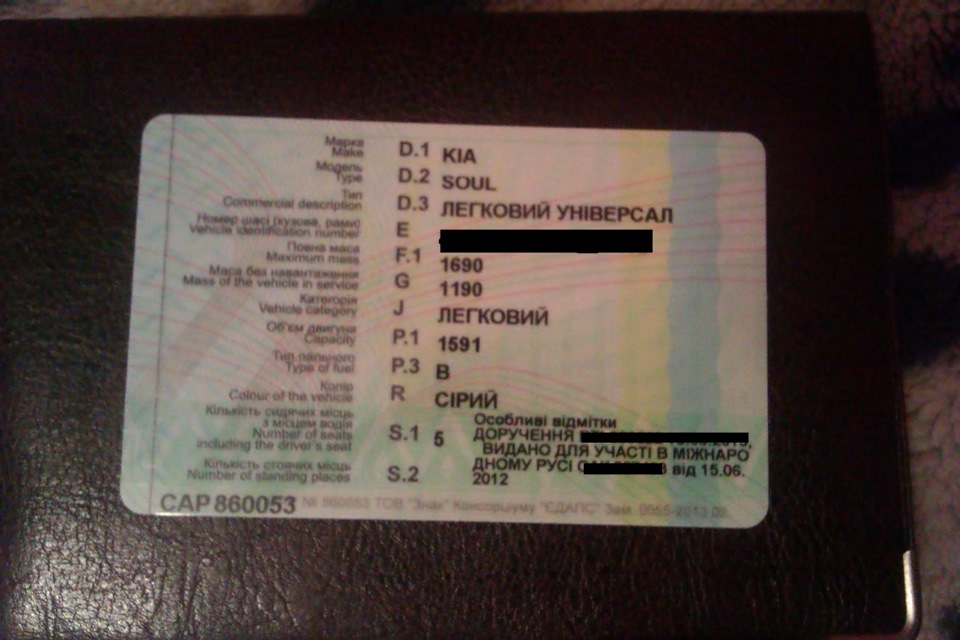 Марка
Make D.1 KIA
Модель
Type D.2 SOUL
Тип
Commercial description D.3 ЛЕГКОВИЙ УНІВЕРСАЛ
Номер шасі (кузова, рами)
Vehicle identification number E
Повна маса
Maximum mass F.1 1690
Маса без навантаження
Mass of the vehicle in service G 1190
Категорія
Vehicle category J ЛЕГКОВИЙ
Об'єм двигуна
Capacity P.1 1591
Тип пального
Type of fuel P.3 B
Колір
Colour of the vehicle R СІРИЙ
Кількість сидячих місць
з місцем водія
Number of seats
including the driver's seat S.1 5
Особливі відмітки
ДОРУЧЕННЯ
ВИДАНО ДЛЯ УЧАСТІ В МІЖНАРО
ДНОМУ РУСІ від 15.06.
2012
Кількість стоячих місць
Number of standing places S.2
САР 860053 № 860053 ТОВ "Знак" Консорціуму "ЄДАПС" Зам.